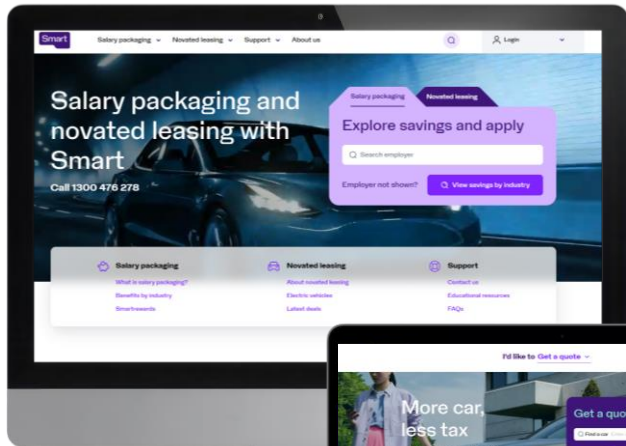 Smart
Salary packaging
Novated leasing
Support
About us
Login
Salary packaging and
novated leasing with
Smart
Call 1300 476 278
Salary packaging
Novated leasing
Explore savings and apply
Search employer
Employer not shown?
View savings by industry
Salary packaging
What is salary packaging?
Benefits by industry
Smartrewards
Novated leasing
About novated leasing
Electric vehicles
Latest deals
Support
Contact us
Educational resources
FAQs
I'd like to Get a quote
More car,
less tax
Get a quo
Find a car